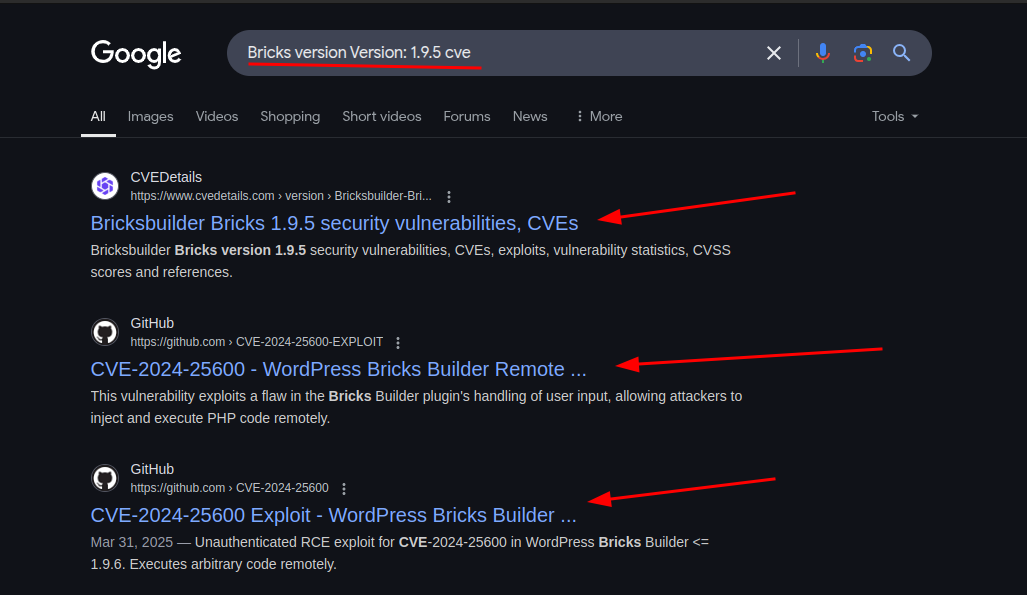 Google
Bricks version Version: 1.9.5 cve
All Images Videos Shopping Short videos Forums News More Tools
CVEDetails
https://www.cvedetails.com › version › Bricksbuilder-Bri...
Bricksbuilder Bricks 1.9.5 security vulnerabilities, CVEs
Bricksbuilder Bricks version 1.9.5 security vulnerabilities, CVEs, exploits, vulnerability statistics, CVSS
scores and references.
GitHub
https://github.com › CVE-2024-25600-EXPLOIT
CVE-2024-25600 - WordPress Bricks Builder Remote ...
This vulnerability exploits a flaw in the Bricks Builder plugin's handling of user input, allowing attackers to
inject and execute PHP code remotely.
GitHub
https://github.com › CVE-2024-25600
CVE-2024-25600 Exploit - WordPress Bricks Builder ...
Mar 31, 2025 — Unauthenticated RCE exploit for CVE-2024-25600 in WordPress Bricks Builder <=
1.9.6. Executes arbitrary code remotely.